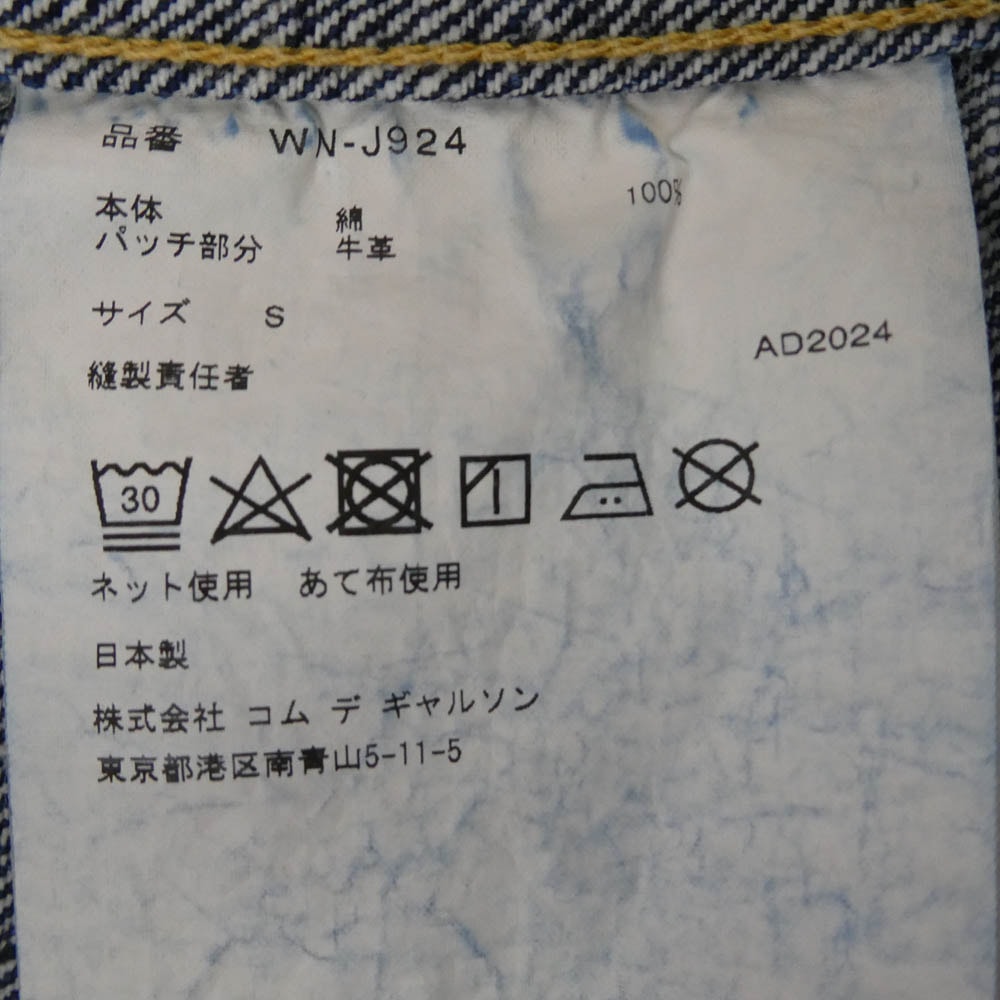 品番 WN-J924
本体 綿 100%
パッチ部分 牛革
サイズ S
AD2024
縫製責任者
30
ネット使用 あて布使用
日本製
株式会社 コム デ ギャルソン
東京都港区南青山5-11-5